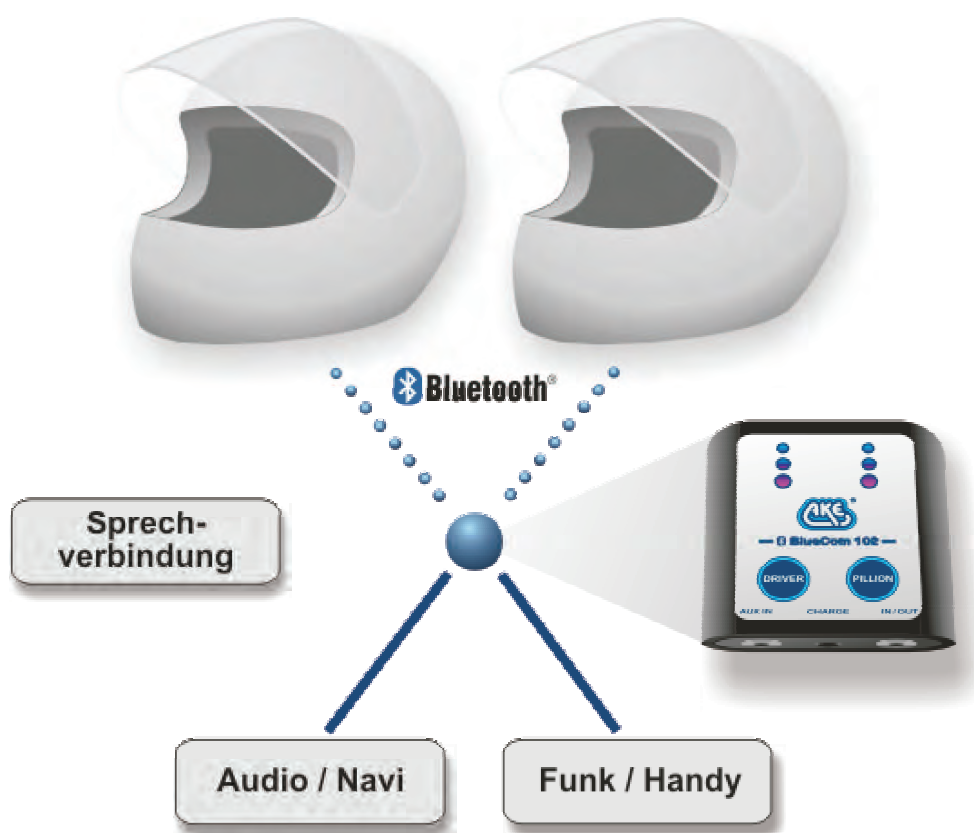 Bluetooth®
Sprech-
verbindung
AKE®
BlueCom 102
DRIVER
PILLION
AUX IN
CHARGE
IN/OUT
Audio / Navi
Funk / Handy